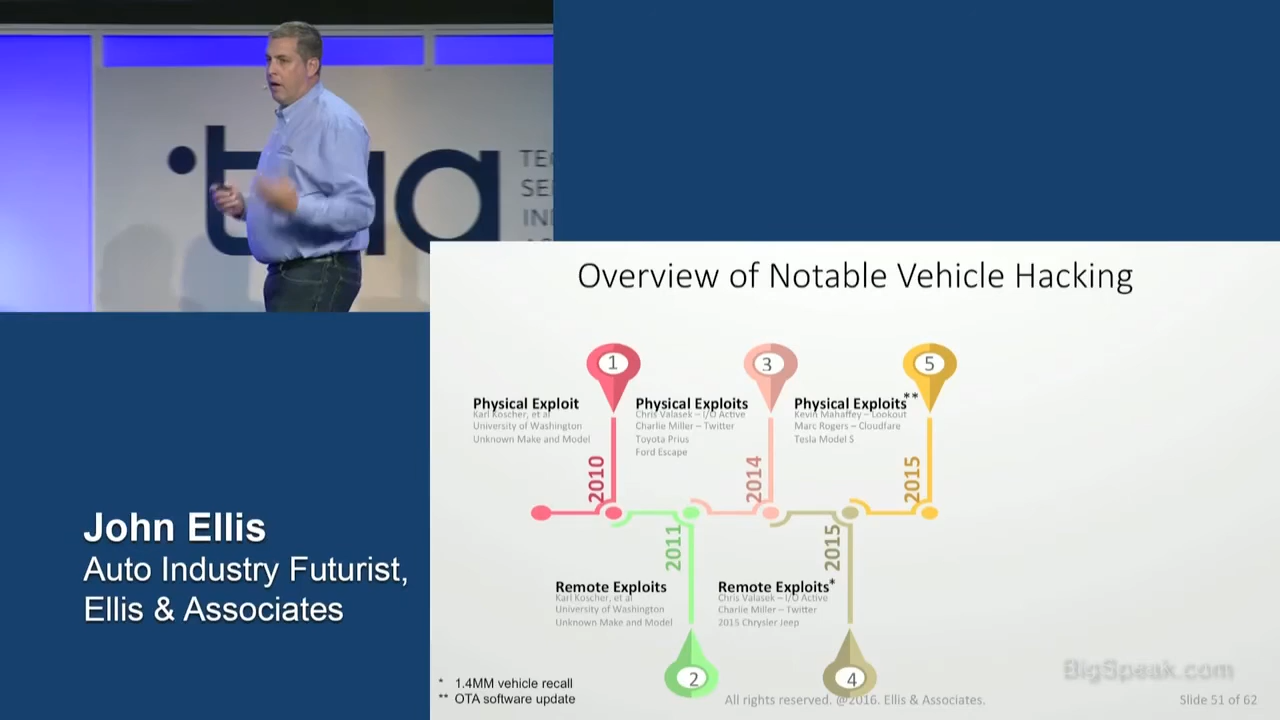 tug
TE
SE
IN
Overview of Notable Vehicle Hacking
1
3
5
Physical Exploit
Karl Koscher, et al
University of Washington
Unknown Make and Model
Physical Exploits
Chris Valasek – I/O Active
Charlie Miller – Twitter
Toyota Prius
Ford Escape
Physical Exploits**
Kevin Mahaffey – Lookout
Marc Rogers – Cloudfare
Tesla Model S
2010
2014
2015
2011
2015
Remote Exploits
Karl Koscher, et al
University of Washington
Unknown Make and Model
Remote Exploits*
Chris Valasek – I/O Active
Charlie Miller – Twitter
2015 Chrysler Jeep
2
4
John Ellis
Auto Industry Futurist,
Ellis & Associates
* 1.4MM vehicle recall
** OTA software update
All rights reserved. @2016. Ellis & Associates.
BigSpeak.com
Slide 51 of 62